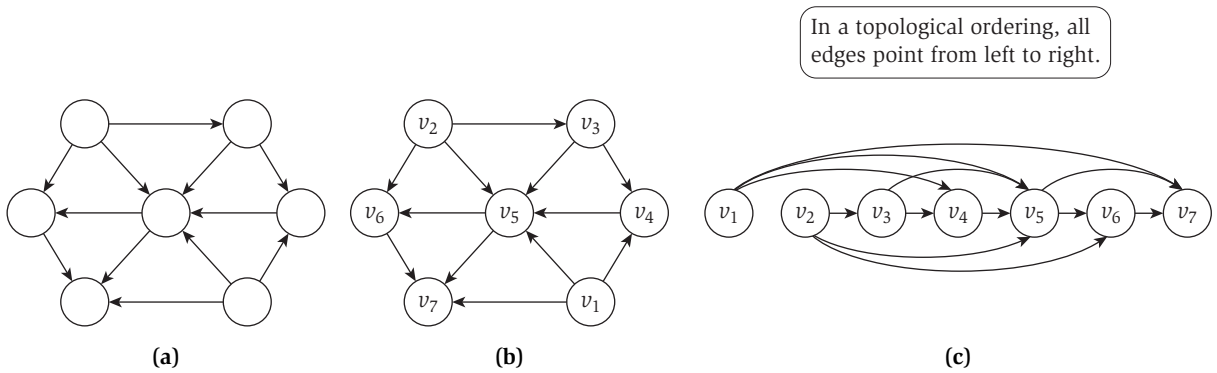 In a topological ordering, all
edges point from left to right.
v₂ v₃
v₆ v₅ v₄
v₇ v₁
v₁ v₂ v₃ v₄ v₅ v₆ v₇
(a) (b) (c)